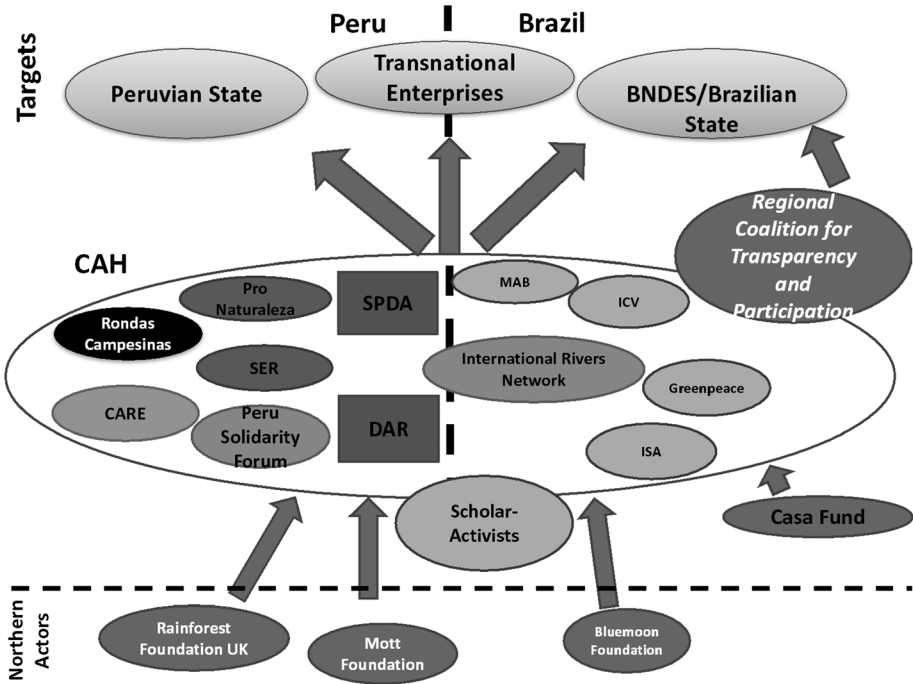 Peru
Brazil
Targets
Peruvian State
Transnational
Enterprises
BNDES/Brazilian
State
Regional
Coalition for
Transparency
and
Participation
CAH
Pro
Naturaleza
SPDA
MAB
ICV
Rondas
Campesinas
SER
International Rivers
Network
Greenpeace
CARE
Peru
Solidarity
Forum
DAR
ISA
Scholar-
Activists
Casa Fund
Northern
Actors
Rainforest
Foundation UK
Mott
Foundation
Bluemoon
Foundation